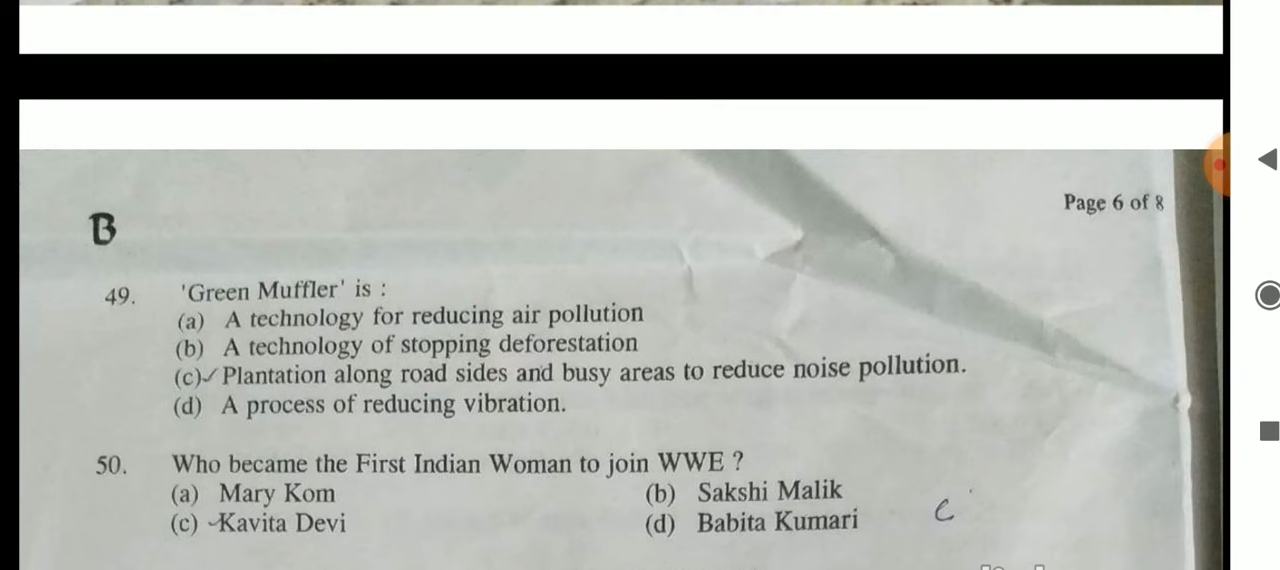 Page 6 of 8
B
49. 'Green Muffler' is :
(a) A technology for reducing air pollution
(b) A technology of stopping deforestation
(c)✓ Plantation along road sides and busy areas to reduce noise pollution.
(d) A process of reducing vibration.
50. Who became the First Indian Woman to join WWE ?
(a) Mary Kom (b) Sakshi Malik
(c) Kavita Devi (d) Babita Kumari c